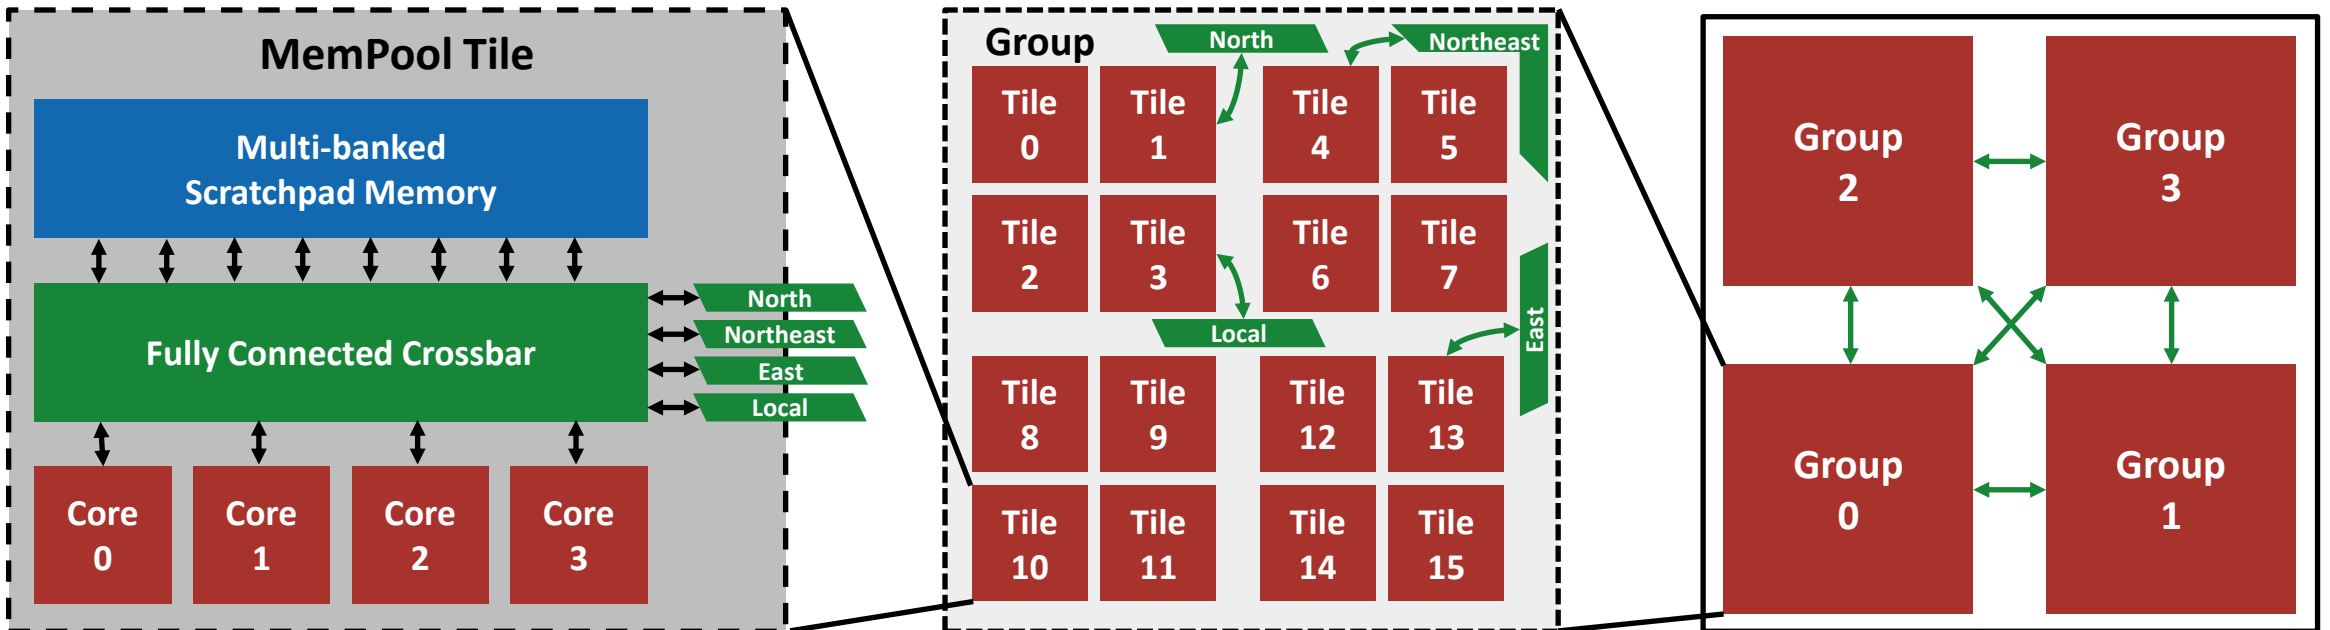 MemPool Tile
Multi-banked
Scratchpad Memory
Fully Connected Crossbar
North
Northeast
East
Local
Core
0
Core
1
Core
2
Core
3
Group
North
Northeast
Tile
0
Tile
1
Tile
4
Tile
5
Tile
2
Tile
3
Tile
6
Tile
7
Local
East
Tile
8
Tile
9
Tile
12
Tile
13
Tile
10
Tile
11
Tile
14
Tile
15
Group
2
Group
3
Group
0
Group
1